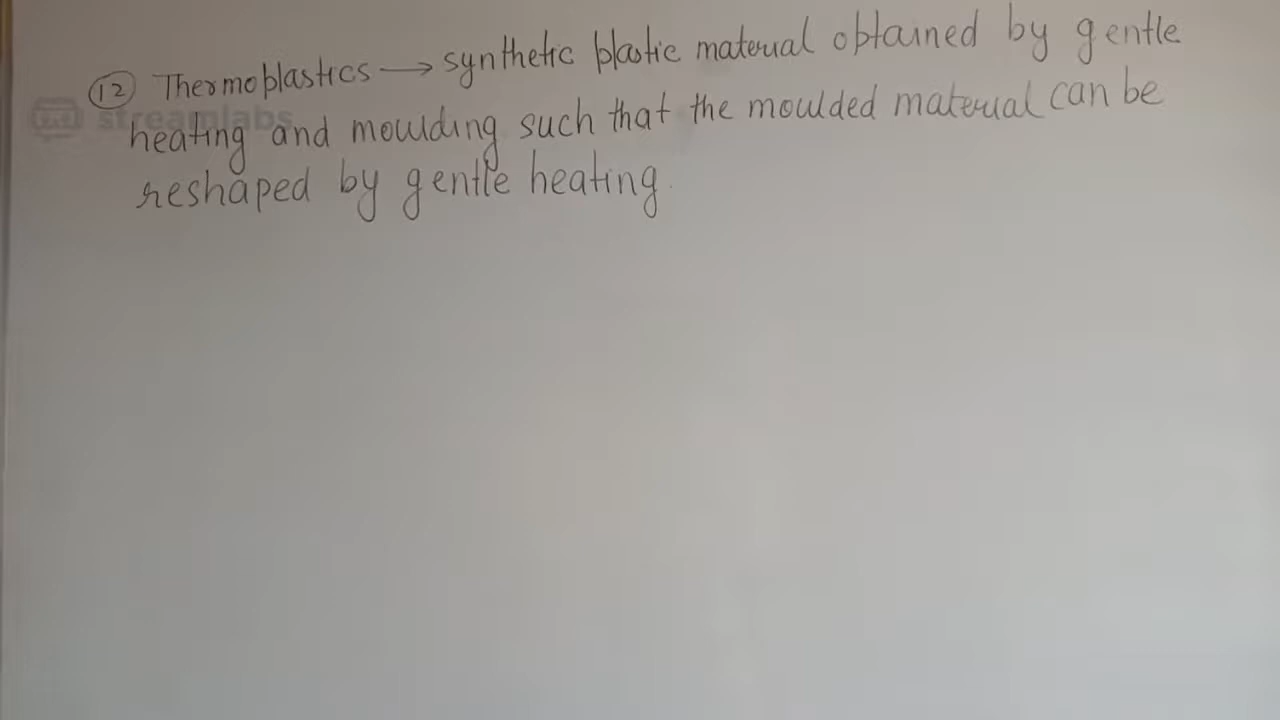 12 Thermoplastics → synthetic plastic material obtained by gentle
streamlabs
heating and moulding such that the moulded material can be
reshaped by gentle heating.